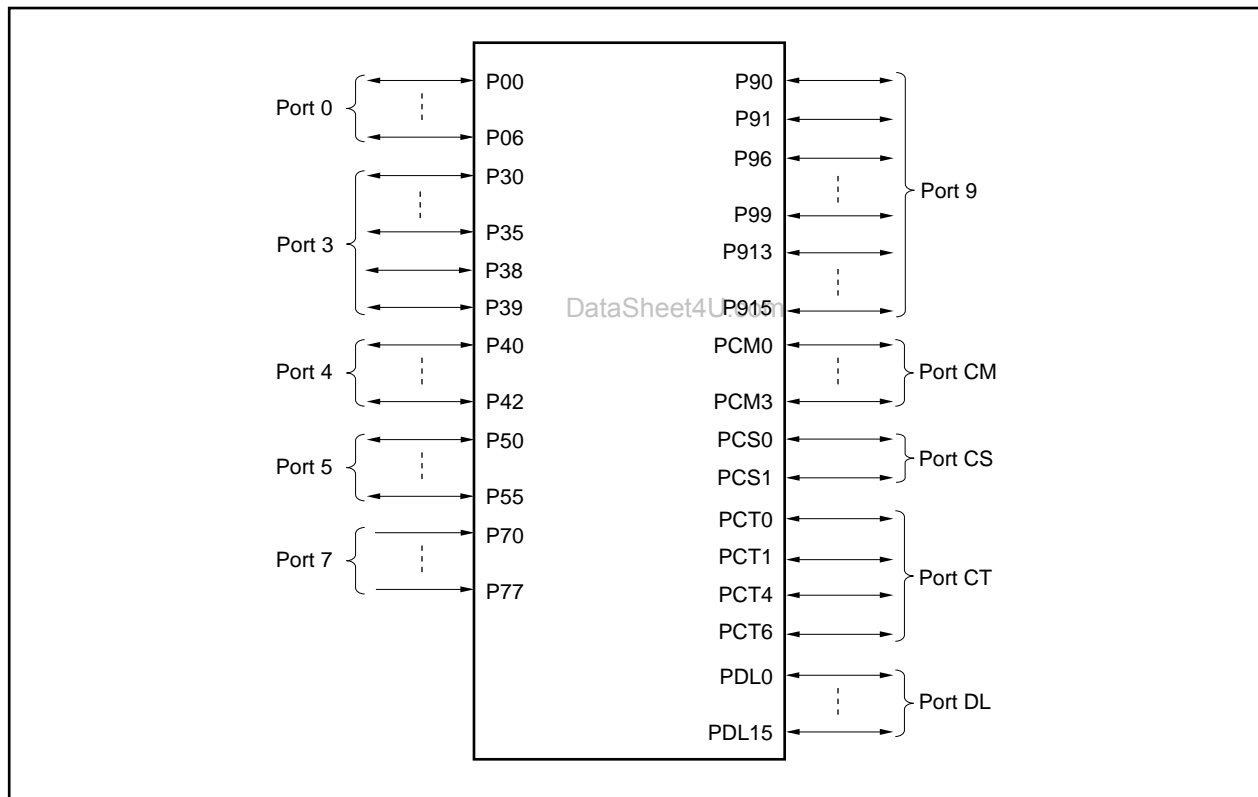 Port 0
P00
P06
Port 3
P30
P35
P38
P39
Port 4
P40
P42
Port 5
P50
P55
Port 7
P70
P77
P90
P91
P96
P99
P913
P915
Port 9
PCM0
PCM3
Port CM
PCS0
PCS1
Port CS
PCT0
PCT1
PCT4
PCT6
Port CT
PDL0
PDL15
Port DL
DataSheet4U.com